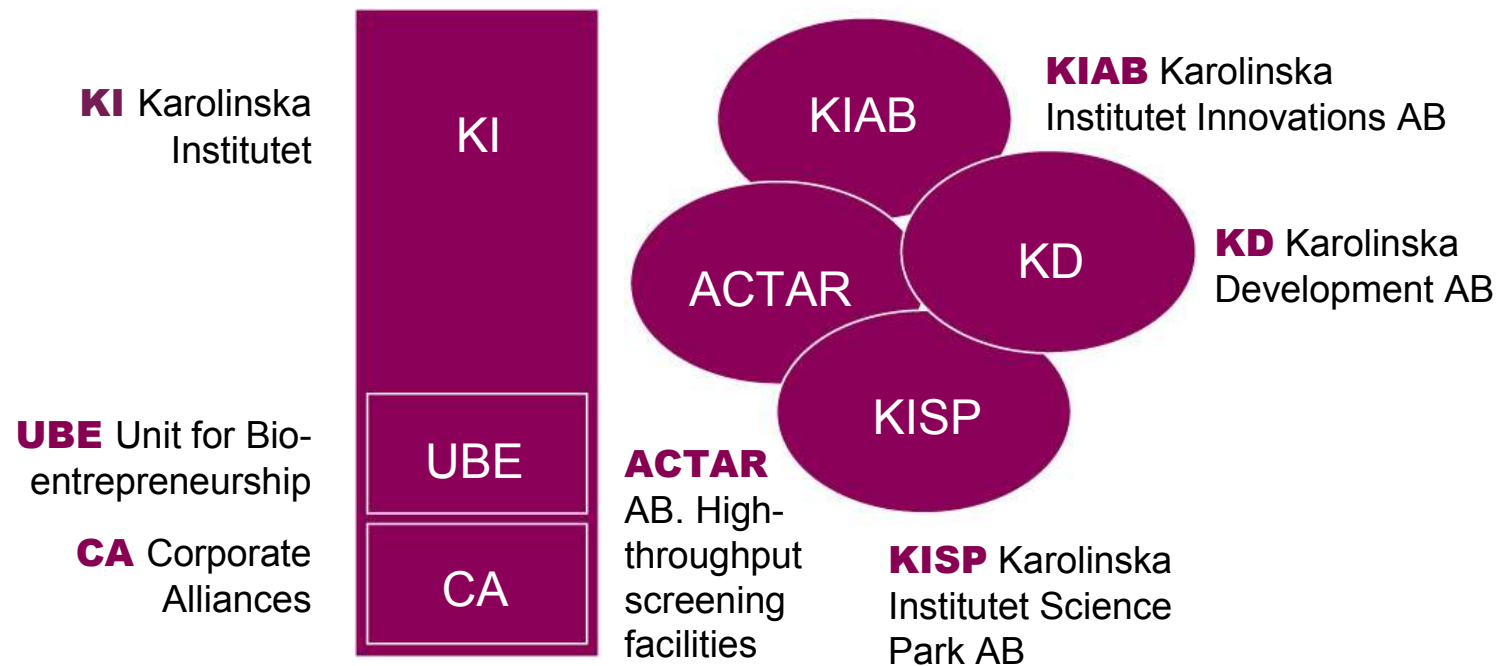 KI Karolinska
Institutet
UBE Unit for Bio-
entrepreneurship
CA Corporate
Alliances
KI
UBE
CA
KIAB
ACTAR
KD
KISP
KIAB Karolinska
Institutet Innovations AB
KD Karolinska
Development AB
ACTAR
AB. High-
throughput
screening
facilities
KISP Karolinska
Institutet Science
Park AB